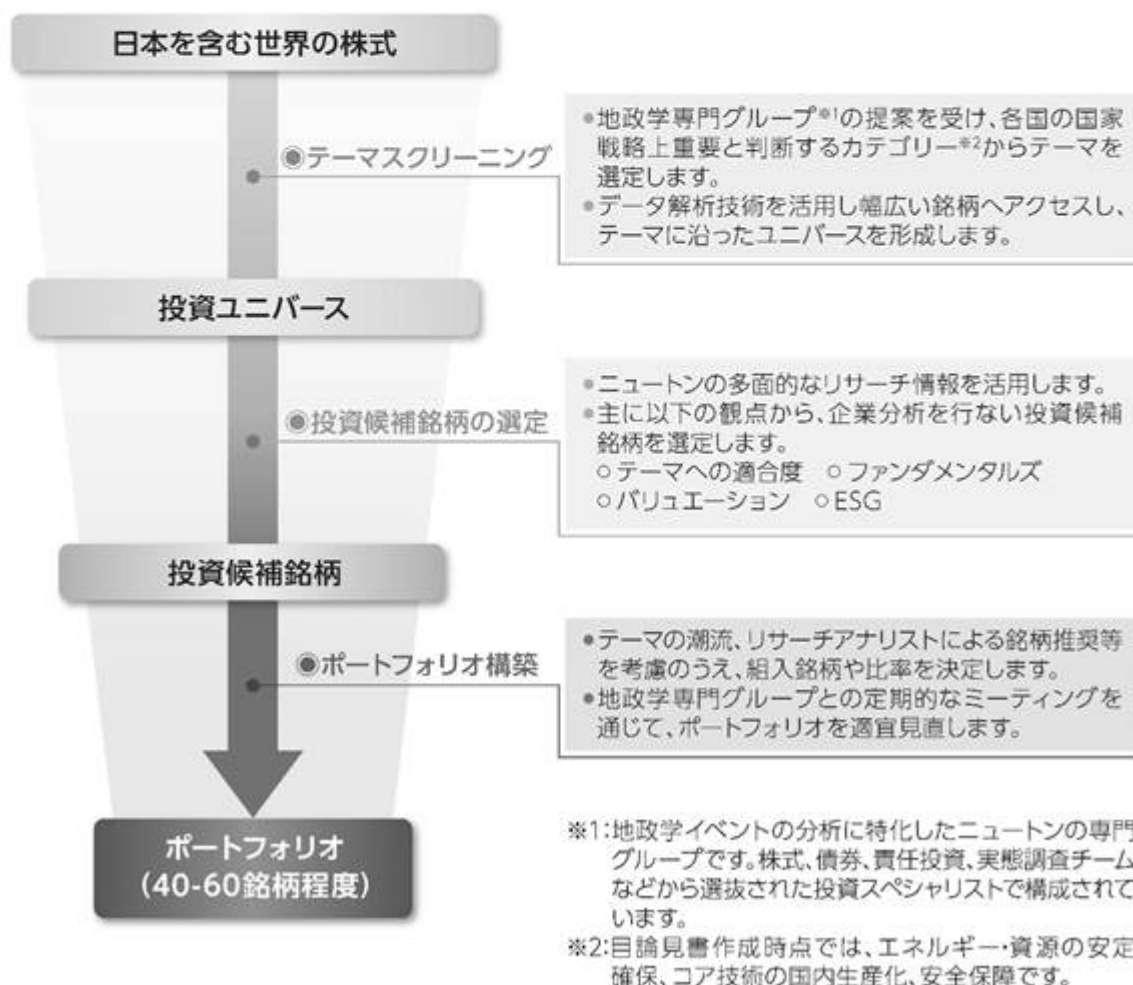 日本を含む世界の株式
◉テーマスクリーニング
●地政学専門グループ※1の提案を受け、各国の国家
戦略上重要と判断するカテゴリー※2からテーマを
選定します。
●データ解析技術を活用し幅広い銘柄へアクセスし、
テーマに沿ったユニバースを形成します。
投資ユニバース
◉投資候補銘柄の選定
●ニュートンの多面的なリサーチ情報を活用します。
●主に以下の観点から、企業分析を行ない投資候補
銘柄を選定します。
○テーマへの適合度 ○ファンダメンタルズ
○バリュエーション ○ESG
投資候補銘柄
◉ポートフォリオ構築
●テーマの潮流、リサーチアナリストによる銘柄推奨等
を考慮のうえ、組入銘柄や比率を決定します。
●地政学専門グループとの定期的なミーティングを
通じて、ポートフォリオを適宜見直します。
ポートフォリオ
(40-60銘柄程度)
※1:地政学イベントの分析に特化したニュートンの専門
グループです。株式、債券、責任投資、実態調査チーム
などから選抜された投資スペシャリストで構成されて
います。
※2:目論見書作成時点では、エネルギー・資源の安定
確保、コア技術の国内生産化、安全保障です。